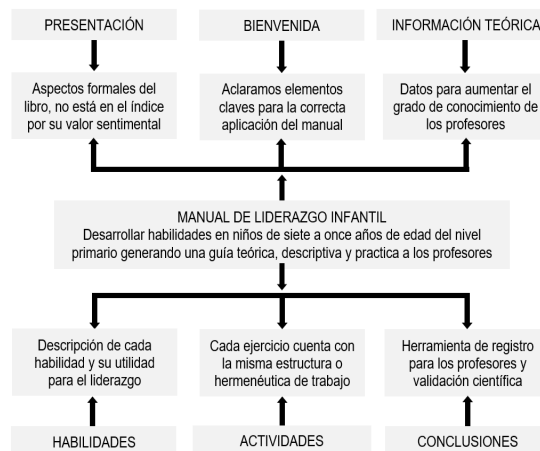 PRESENTACIÓN
BIENVENIDA
INFORMACIÓN TEÓRICA
Aspectos formales del
libro, no está en el índice
por su valor sentimental
Aclaramos elementos
claves para la correcta
aplicación del manual
Datos para aumentar el
grado de conocimiento de
los profesores
MANUAL DE LIDERAZGO INFANTIL
Desarrollar habilidades en niños de siete a once años de edad del nivel
primario generando una guía teórica, descriptiva y practica a los profesores
Descripción de cada
habilidad y su utilidad
para el liderazgo
Cada ejercicio cuenta con
la misma estructura o
hermenéutica de trabajo
Herramienta de registro
para los profesores y
validación científica
HABILIDADES
ACTIVIDADES
CONCLUSIONES